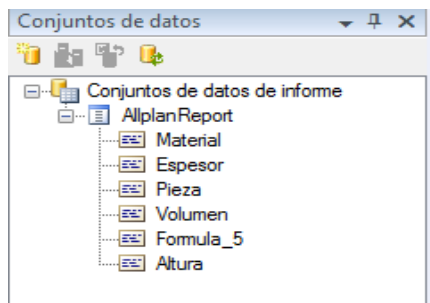 Conjuntos de datos
Conjuntos de datos de informe
AllplanReport
Material
Espesor
Pieza
Volumen
Formula_5
Altura